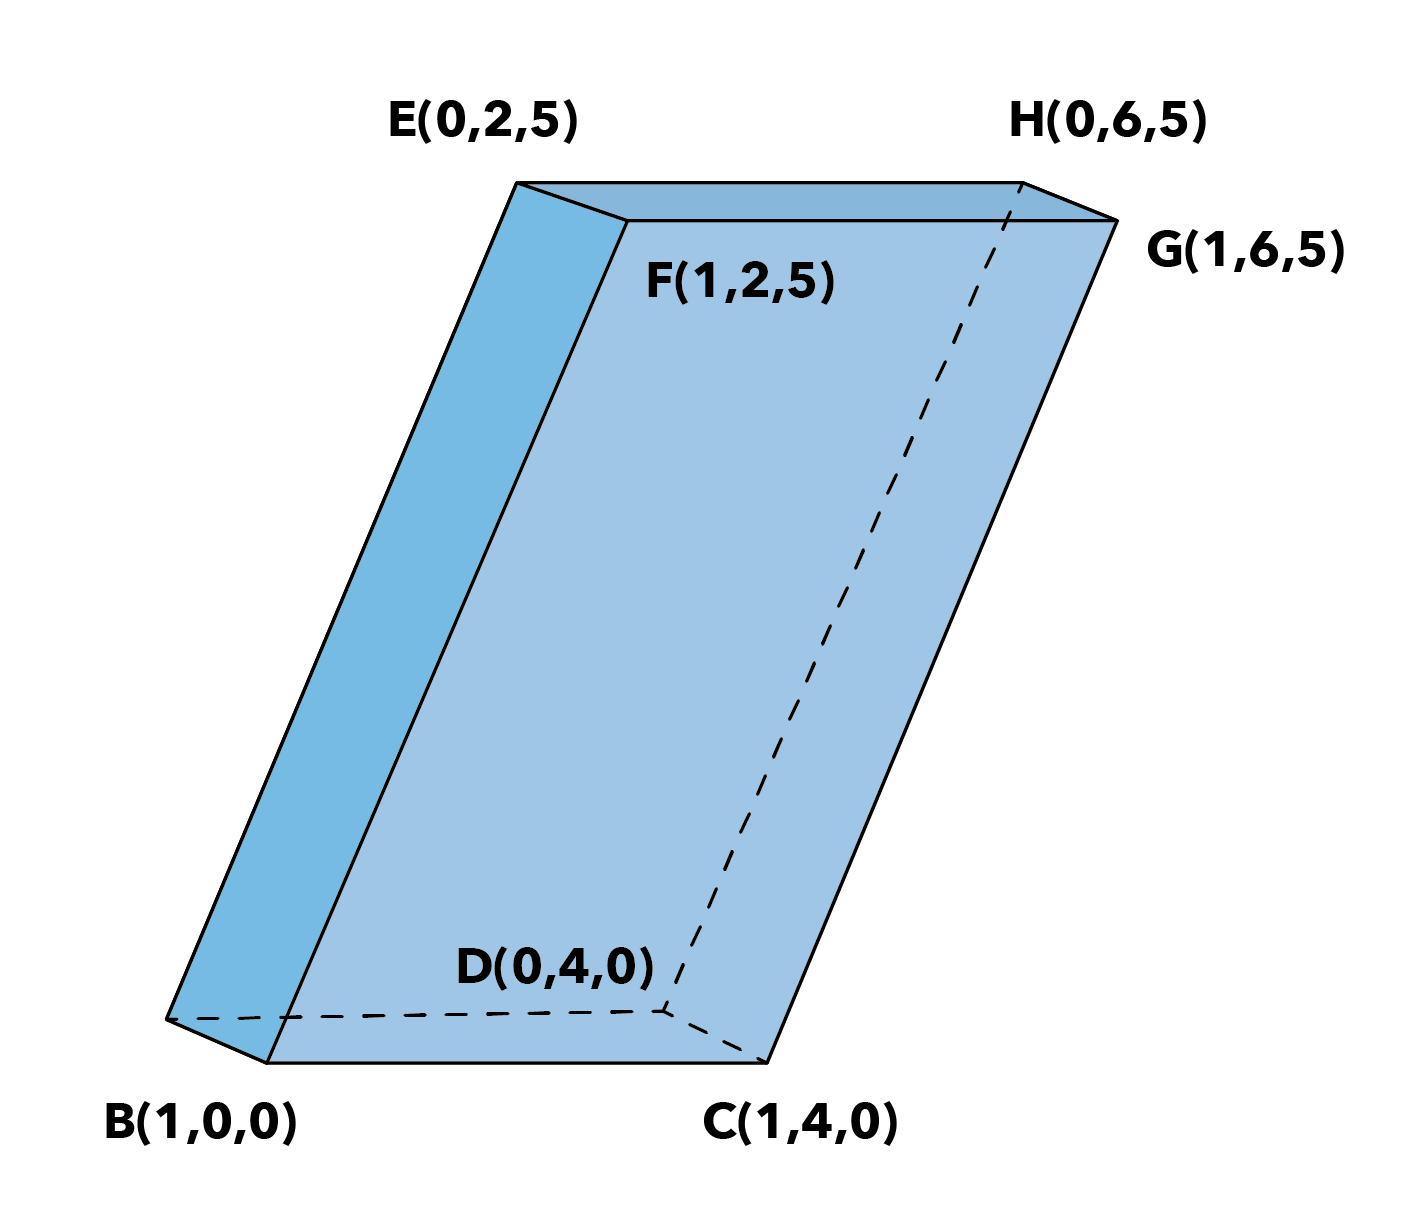 E(0,2,5)
H(0,6,5)
G(1,6,5)
F(1,2,5)
D(0,4,0)
B(1,0,0)
C(1,4,0)